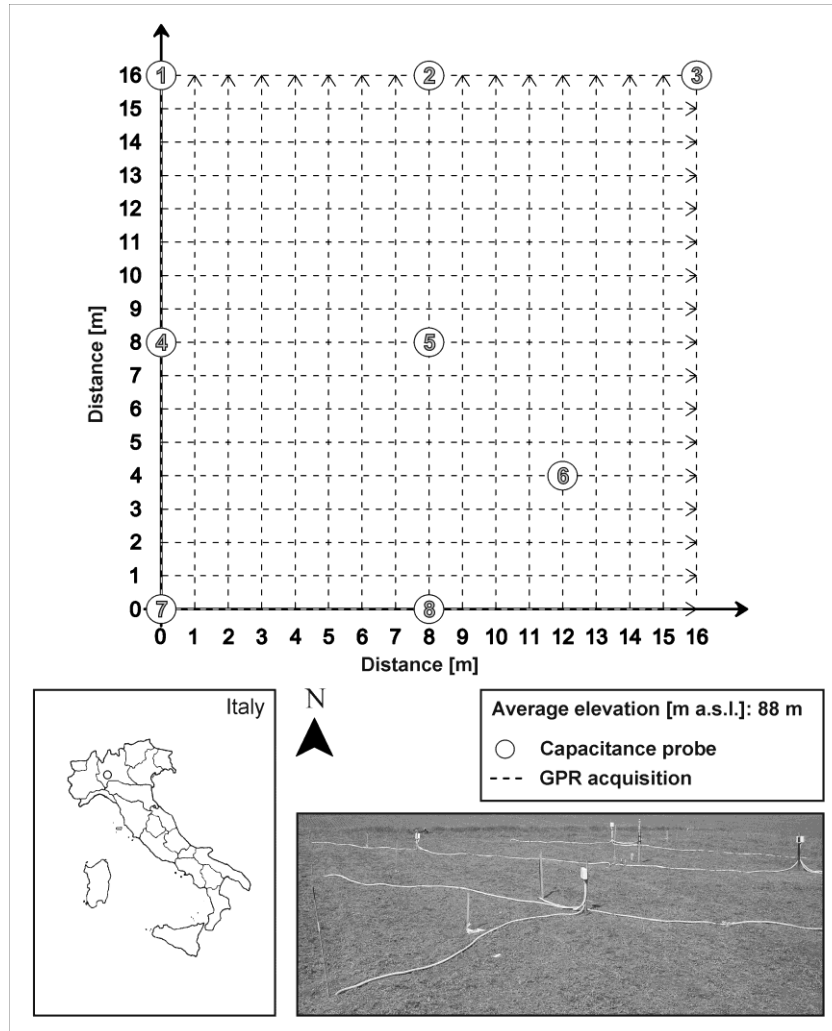 16 1 2 3
15
14
13
12
11
10
9
8 4 5
7
6
5
4 6
3
2
1
0 7 8
0 1 2 3 4 5 6 7 8 9 10 11 12 13 14 15 16
Distance [m]
Distance [m]
Italy
N
Average elevation [m a.s.l.]: 88 m
Capacitance probe
GPR acquisition